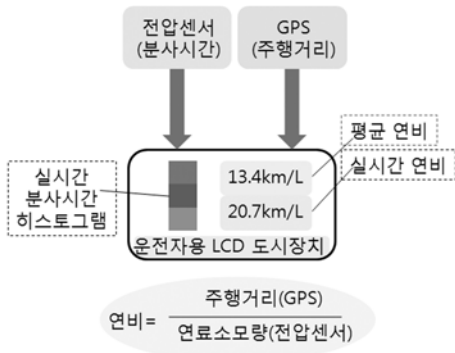 전압센서
(분사시간)
GPS
(주행거리)
평균 연비
실시간 연비
실시간
분사시간
히스토그램
13.4km/L
20.7km/L
운전자용 LCD 도시장치
연비=
주행거리(GPS)
연료소모량(전압센서)